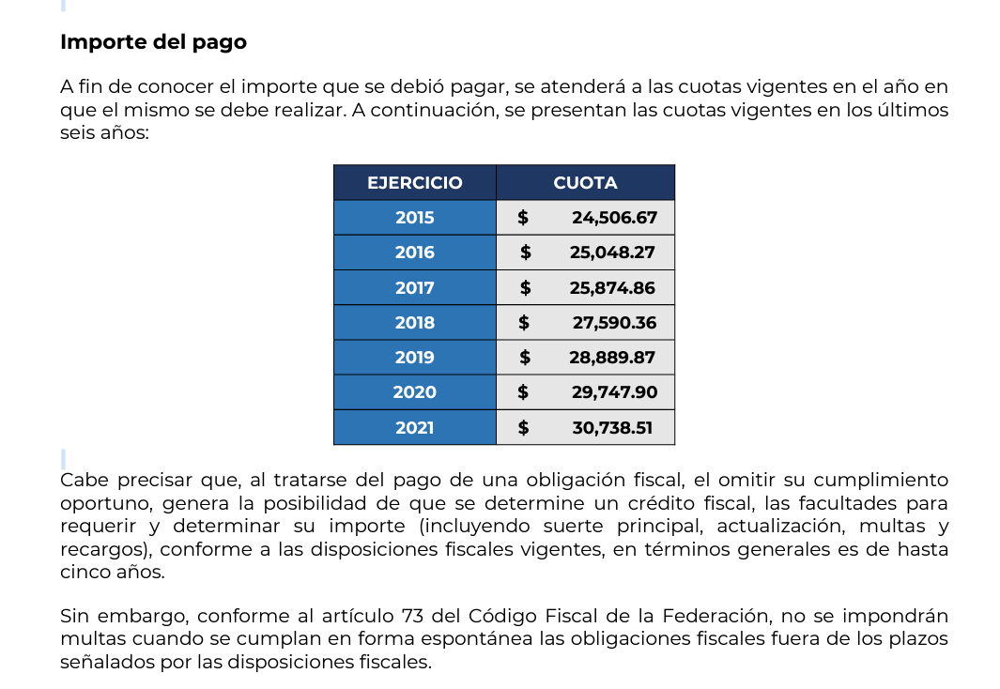 Importe del pago
A fin de conocer el importe que se debió pagar, se atenderá a las cuotas vigentes en el año en
que el mismo se debe realizar. A continuación, se presentan las cuotas vigentes en los últimos
seis años:
EJERCICIO CUOTA
2015 $ 24,506.67
2016 $ 25,048.27
2017 $ 25,874.86
2018 $ 27,590.36
2019 $ 28,889.87
2020 $ 29,747.90
2021 $ 30,738.51
Cabe precisar que, al tratarse del pago de una obligación fiscal, el omitir su cumplimiento
oportuno, genera la posibilidad de que se determine un crédito fiscal, las facultades para
requerir y determinar su importe (incluyendo suerte principal, actualización, multas y
recargos), conforme a las disposiciones fiscales vigentes, en términos generales es de hasta
cinco años.
Sin embargo, conforme al artículo 73 del Código Fiscal de la Federación, no se impondrán
multas cuando se cumplan en forma espontánea las obligaciones fiscales fuera de los plazos
señalados por las disposiciones fiscales.